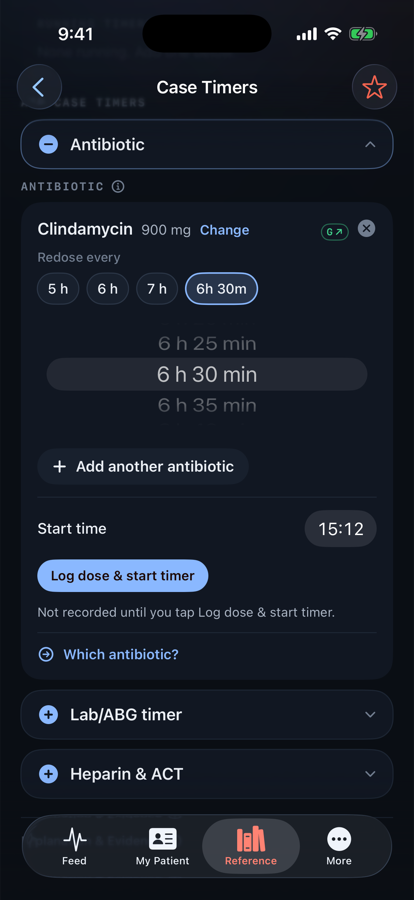 9:41
Case Timers
CASE TIMERS
Antibiotic
ANTIBIOTIC
Clindamycin 900 mg Change G↗
Redose every
5 h 6 h 7 h 6h 30m
6 h 25 min
6 h 30 min
6 h 35 min
+ Add another antibiotic
Start time 15:12
Log dose & start timer
Not recorded until you tap Log dose & start timer.
Which antibiotic?
Lab/ABG timer
Heparin & ACT
Feed My Patient Reference More